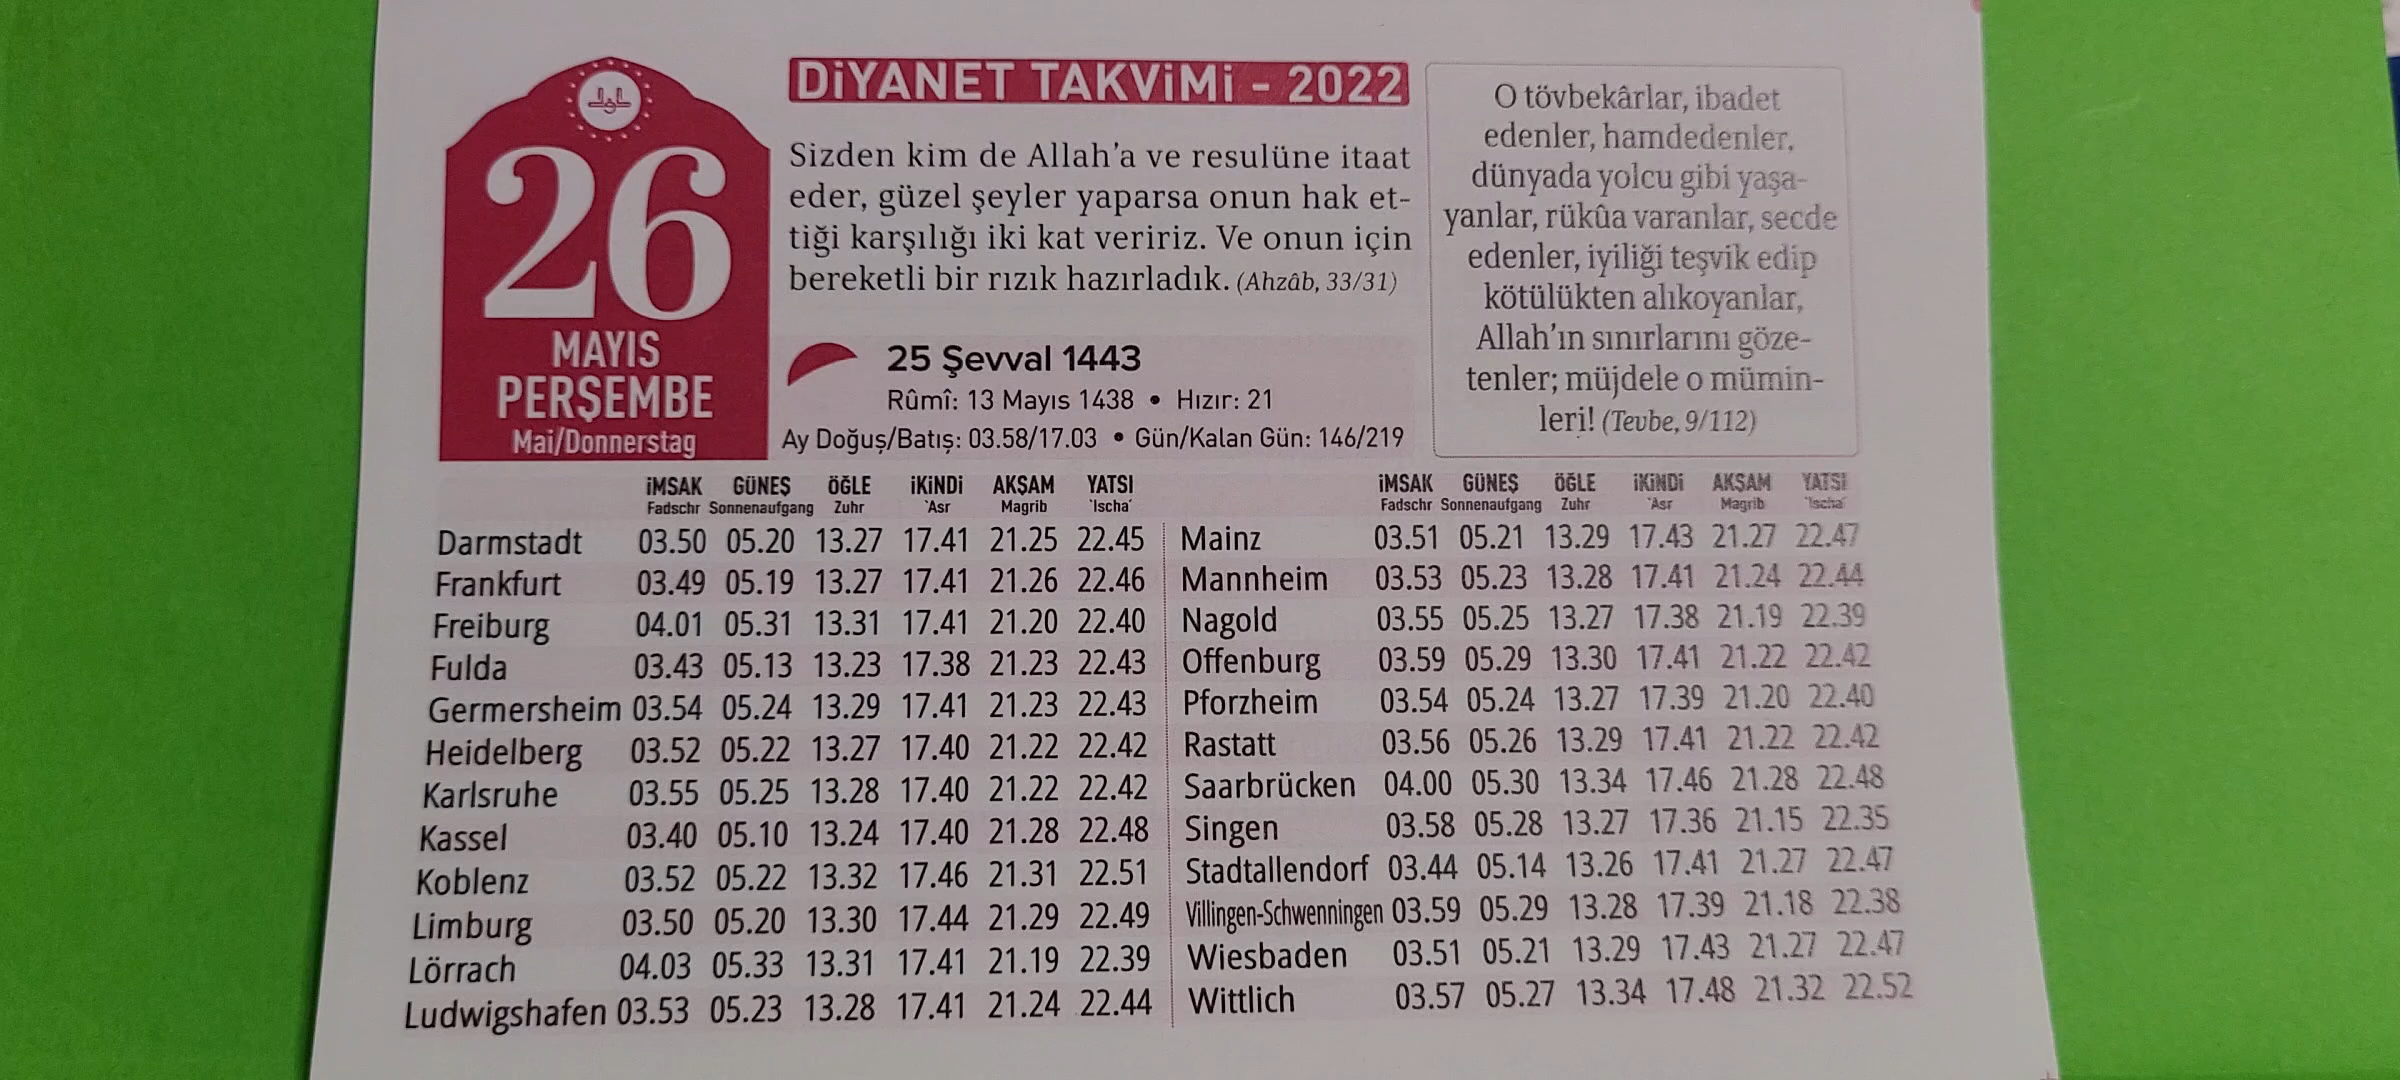 DİYANET TAKVİMİ - 2022
26
MAYIS
PERŞEMBE
Mai/Donnerstag
Sizden kim de Allah'a ve resulüne itaat
eder, güzel şeyler yaparsa onun hak et-
tiği karşılığı iki kat veririz. Ve onun için
bereketli bir rızık hazırladık. (Ahzâb, 33/31)
25 Şevval 1443
Rûmî: 13 Mayıs 1438 • Hızır: 21
Ay Doğuş/Batış: 03.58/17.03 • Gün/Kalan Gün: 146/219
O tövbekârlar, ibadet
edenler, hamdedenler,
dünyada yolcu gibi yaşa-
yanlar, rükûa varanlar, secde
edenler, iyiliği teşvik edip
kötülükten alıkoyanlar,
Allah'ın sınırlarını göze-
tenler; müjdele o mümin-
leri! (Tevbe, 9/112)
İMSAK GÜNEŞ ÖĞLE İKİNDİ AKŞAM YATSI
Fadschr Sonnenaufgang Zuhr 'Asr Magrib 'Ischa'
Darmstadt 03.50 05.20 13.27 17.41 21.25 22.45
Frankfurt 03.49 05.19 13.27 17.41 21.26 22.46
Freiburg 04.01 05.31 13.31 17.41 21.20 22.40
Fulda 03.43 05.13 13.23 17.38 21.23 22.43
Germersheim 03.54 05.24 13.29 17.41 21.23 22.43
Heidelberg 03.52 05.22 13.27 17.40 21.22 22.42
Karlsruhe 03.55 05.25 13.28 17.40 21.22 22.42
Kassel 03.40 05.10 13.24 17.40 21.28 22.48
Koblenz 03.52 05.22 13.32 17.46 21.31 22.51
Limburg 03.50 05.20 13.30 17.44 21.29 22.49
Lörrach 04.03 05.33 13.31 17.41 21.19 22.39
Ludwigshafen 03.53 05.23 13.28 17.41 21.24 22.44
İMSAK GÜNEŞ ÖĞLE İKİNDİ AKŞAM YATSI
Fadschr Sonnenaufgang Zuhr 'Asr Magrib 'Ischa'
Mainz 03.51 05.21 13.29 17.43 21.27 22.47
Mannheim 03.53 05.23 13.28 17.41 21.24 22.44
Nagold 03.55 05.25 13.27 17.38 21.19 22.39
Offenburg 03.59 05.29 13.30 17.41 21.22 22.42
Pforzheim 03.54 05.24 13.27 17.39 21.20 22.40
Rastatt 03.56 05.26 13.29 17.41 21.22 22.42
Saarbrücken 04.00 05.30 13.34 17.46 21.28 22.48
Singen 03.58 05.28 13.27 17.36 21.15 22.35
Stadtallendorf 03.44 05.14 13.26 17.41 21.27 22.47
Villingen-Schwenningen 03.59 05.29 13.28 17.39 21.18 22.38
Wiesbaden 03.51 05.21 13.29 17.43 21.27 22.47
Wittlich 03.57 05.27 13.34 17.48 21.32 22.52